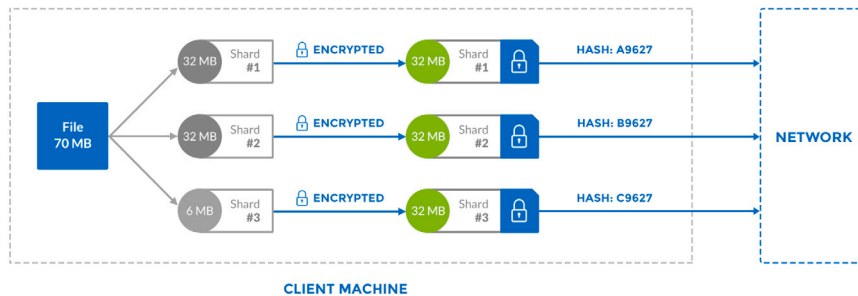 32 MB
Shard
#1
ENCRYPTED
32 MB
Shard
#1
HASH: A9627
File
70 MB
32 MB
Shard
#2
ENCRYPTED
32 MB
Shard
#2
HASH: B9627
NETWORK
6 MB
Shard
#3
ENCRYPTED
32 MB
Shard
#3
HASH: C9627
CLIENT MACHINE